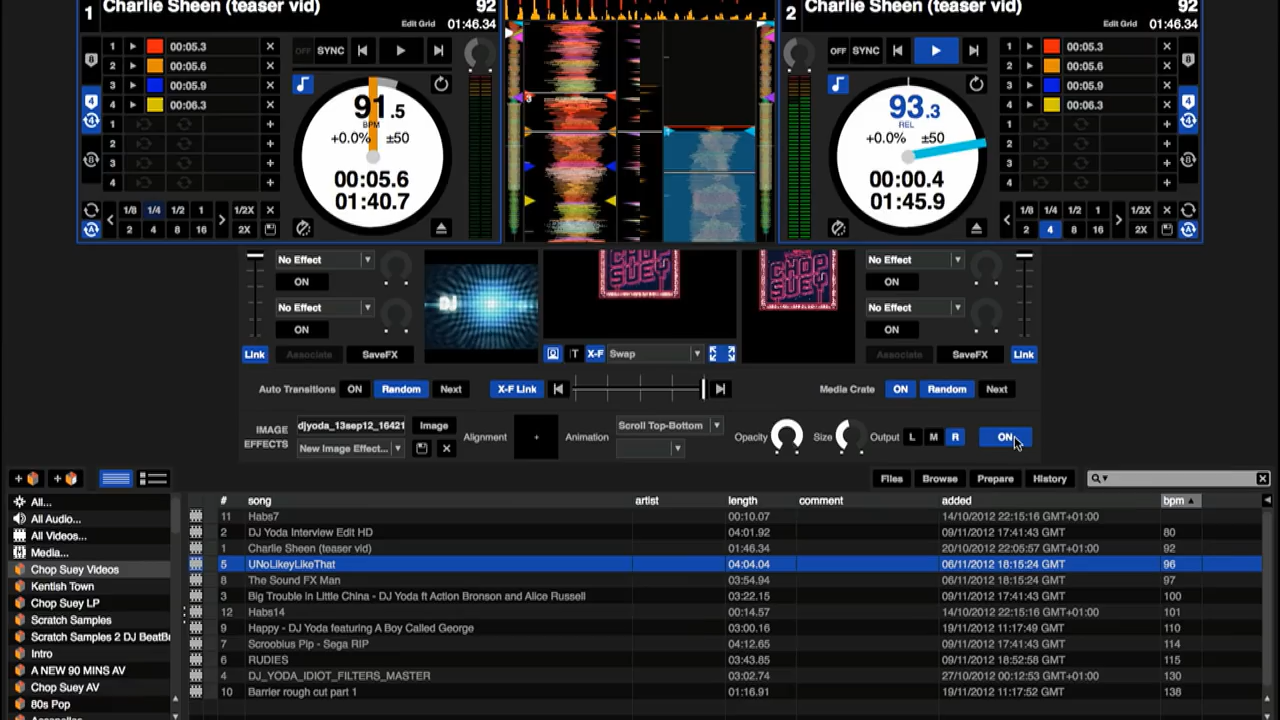 1 Charlie Sheen (teaser vid) 92
Edit Grid 01:46.34
2 Charlie Sheen (teaser vid) 92
Edit Grid 01:46.34
1 00:05.3
2 00:05.6
3 00:05.9
4 00:06.3
1
2
3
4
OFF SYNC
91.5
BPM
+0.0% ±50
00:05.6
01:40.7
1/8 1/4 1/2 1 1/2X
2 4 8 16 2X
3
OFF SYNC
93.3
REL
+0.0% ±50
00:00.4
01:45.9
1 00:05.3
2 00:05.6
3 00:05.9
4 00:06.3
1
2
3
4
1/8 1/4 1/2 1 1/2X
2 4 8 16 2X
No Effect
ON
No Effect
ON
Link Associate SaveFX
DJ
CHOP SUEY
CHOP SUEY
T X-F Swap
No Effect
ON
No Effect
ON
Associate SaveFX Link
Auto Transitions ON Random Next X-F Link Media Crate ON Random Next
IMAGE EFFECTS djyoda_13sep12_16421 Image
New Image Effect...
Alignment + Animation Scroll Top-Bottom Opacity Size Output L M R ON
Files Browse Prepare History
All...
All Audio...
All Videos...
Media...
Chop Suey Videos
Kentish Town
Chop Suey LP
Scratch Samples
Scratch Samples 2 DJ BeatBu
Intro
A NEW 90 MINS AV
Chop Suey AV
80s Pop
# song artist length comment added bpm
11 Habs7 00:10.07 14/10/2012 22:15:16 GMT+01:00
2 DJ Yoda Interview Edit HD 04:01.92 09/11/2012 17:41:43 GMT 80
1 Charlie Sheen (teaser vid) 01:46.34 20/10/2012 22:05:57 GMT+01:00 92
5 UNoLikeyLikeThat 04:04.04 06/11/2012 18:15:24 GMT 96
8 The Sound FX Man 03:54.94 06/11/2012 18:15:24 GMT 97
3 Big Trouble in Little China - DJ Yoda ft Action Bronson and Alice Russell 03:22.15 09/11/2012 17:41:43 GMT 100
12 Habs14 00:14.57 14/10/2012 22:15:16 GMT+01:00 101
9 Happy - DJ Yoda featuring A Boy Called George 03:00.16 19/11/2012 11:17:49 GMT 110
7 Scroobius Pip - Sega RIP 04:12.65 09/11/2012 17:41:43 GMT 114
6 RUDIES 03:43.85 09/11/2012 18:52:58 GMT 115
4 DJ_YODA_IDIOT_FILTERS_MASTER 03:02.74 27/10/2012 00:12:53 GMT+01:00 130
10 Barrier rough cut part 1 01:16.91 19/11/2012 11:17:52 GMT 138